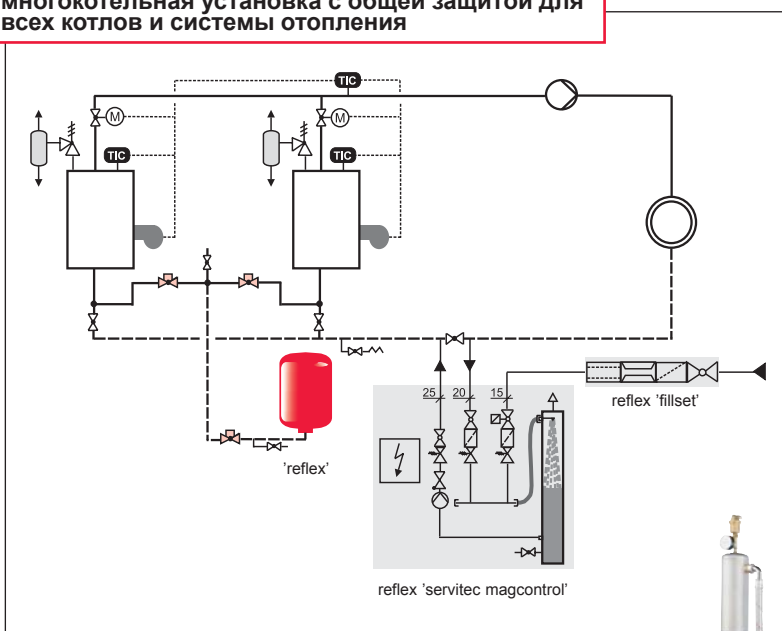 многокотельная установка с общей защитой для
всех котлов и системы отопления
TIC
M
M
TIC
TIC
25
20
15
reflex 'fillset'
'reflex'
reflex 'servitec magcontrol'